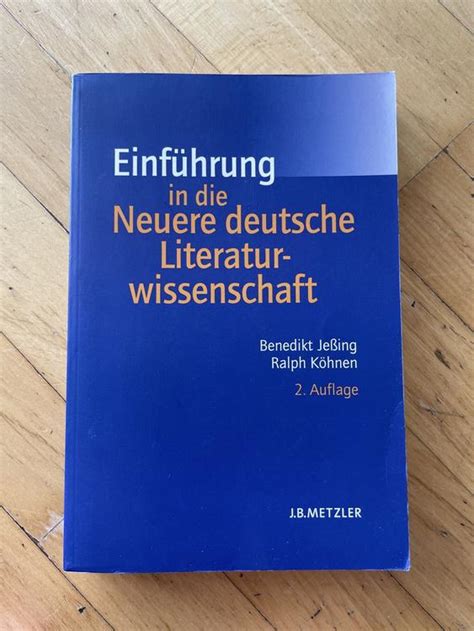 Einführung
in die
Neuere deutsche
Literatur-
wissenschaft
Benedikt Jeßing
Ralph Köhnen
2. Auflage
J.B.METZLER